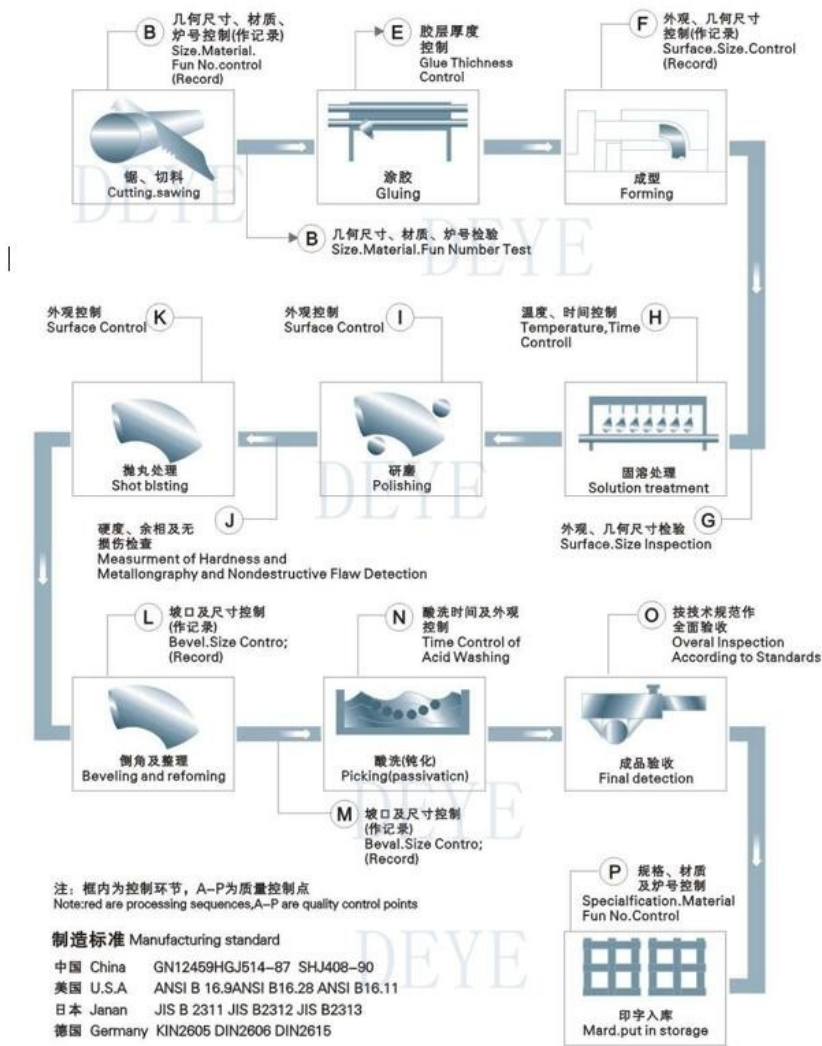 B
几何尺寸、材质、
炉号控制(作记录)
Size.Material.
Fun No.control
(Record)
E
胶层厚度
控制
Glue Thichness
Control
F
外观、几何尺寸
控制(作记录)
Surface.Size.Control
(Record)
锯、切料
Cutting.sawing
涂胶
Gluing
成型
Forming
DEYE
B
几何尺寸、材质、炉号检验
Size.Material.Fun Number Test
DEYE
外观控制
Surface Control
K
外观控制
Surface Control
I
温度、时间控制
Temperature,Time
Controll
H
抛丸处理
Shot blsting
研磨
Polishing
固溶处理
Solution treatment
DEYE
硬度、余相及无
损伤检查
Measurment of Hardness and
Metallongraphy and Nondestructive Flaw Detection
J
外观、几何尺寸检验
Surface.Size Inspection
G
L
坡口及尺寸控制
(作记录)
Bevel.Size Contro;
(Record)
N
酸洗时间及外观
控制
Time Control of
Acid Washing
O
按技术规范作
全面验收
Overal Inspection
According to Standards
倒角及整理
Beveling and refoming
酸洗(钝化)
Picking(passivaticn)
成品验收
Final detection
DEYE
M
坡口及尺寸控制
(作记录)
Beval.Size Contro;
(Record)
P
规格、材质
及炉号控制
Specialfication.Material
Fun No.Control
注：框内为控制环节，A–P为质量控制点
Note:red are processing sequences,A–P are quality control points
制造标准 Manufacturing standard
DEYE
中国 China GN12459HGJ514–87 SHJ408–90
美国 U.S.A ANSI B 16.9ANSI B16.28 ANSI B16.11
日本 Janan JIS B 2311 JIS B2312 JIS B2313
德国 Germany KIN2605 DIN2606 DIN2615
印字入库
Mard.put in storage